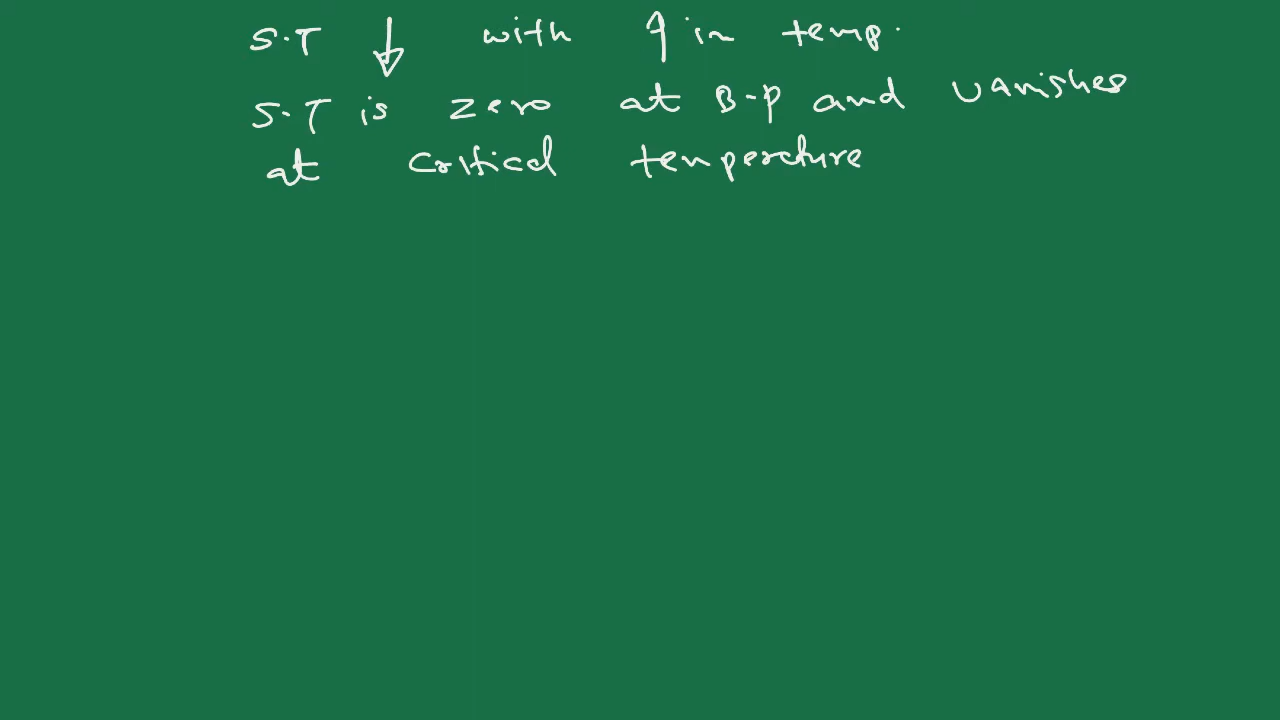 S.T ↓ with ↑ in temp.
S.T is zero at B.P and vanishes
at critical temperature